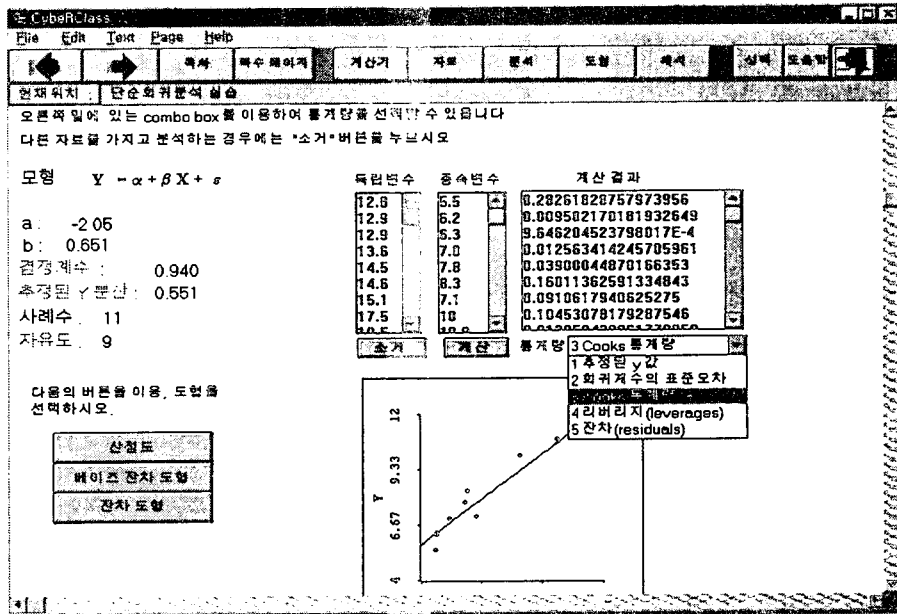 CybeRClass
File Edit Text Page Help
목차 복수 페이지 계산기 자료 분석 도형 해석 실력 도움말
현재위치 : 단순회귀분석 실습
오른쪽 밑에 있는 combo box를 이용하여 통계량을 선택할 수 있읍니다
다른 자료를 가지고 분석하는 경우에는 "소거"버튼을 누르시오
모형 Y = α + β X + ε
a : -2.05
b : 0.651
결정계수 : 0.940
추정된 Y 분산 : 0.551
사례수 : 11
자유도 : 9
다음의 버튼을 이용, 도형을
선택하시오.
산점도
베이즈 잔차 도형
잔차 도형
독립변수 종속변수 계산결과
12.0 5.5 0.28261828757973956
12.9 6.2 0.009502170181932649
12.9 6.3 9.646204523798017E-4
13.6 7.0 0.012563414245705961
14.5 7.8 0.03900044870166353
14.6 8.3 0.16011362591334843
15.1 7.1 0.09106179406252​75
17.5 10 0.10453078179287546
소거 계산 통계량 3 Cooks 통계량
1 추정된 y값
2 회귀계수의 표준오차
4 리버리지(leverages)
5 잔차(residuals)
12
9.33
Y
6.67
4